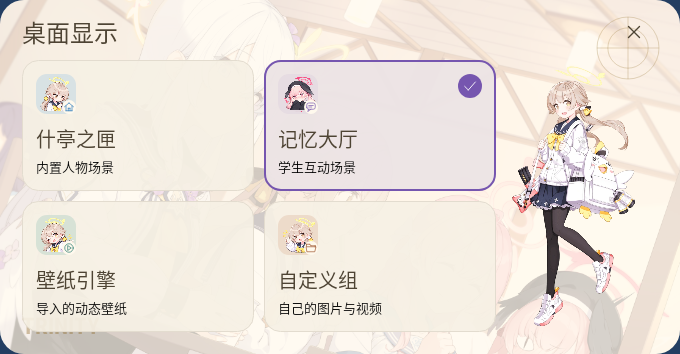 桌面显示
什亭之匣
内置人物场景
记忆大厅
学生互动场景
壁纸引擎
导入的动态壁纸
自定义组
自己的图片与视频